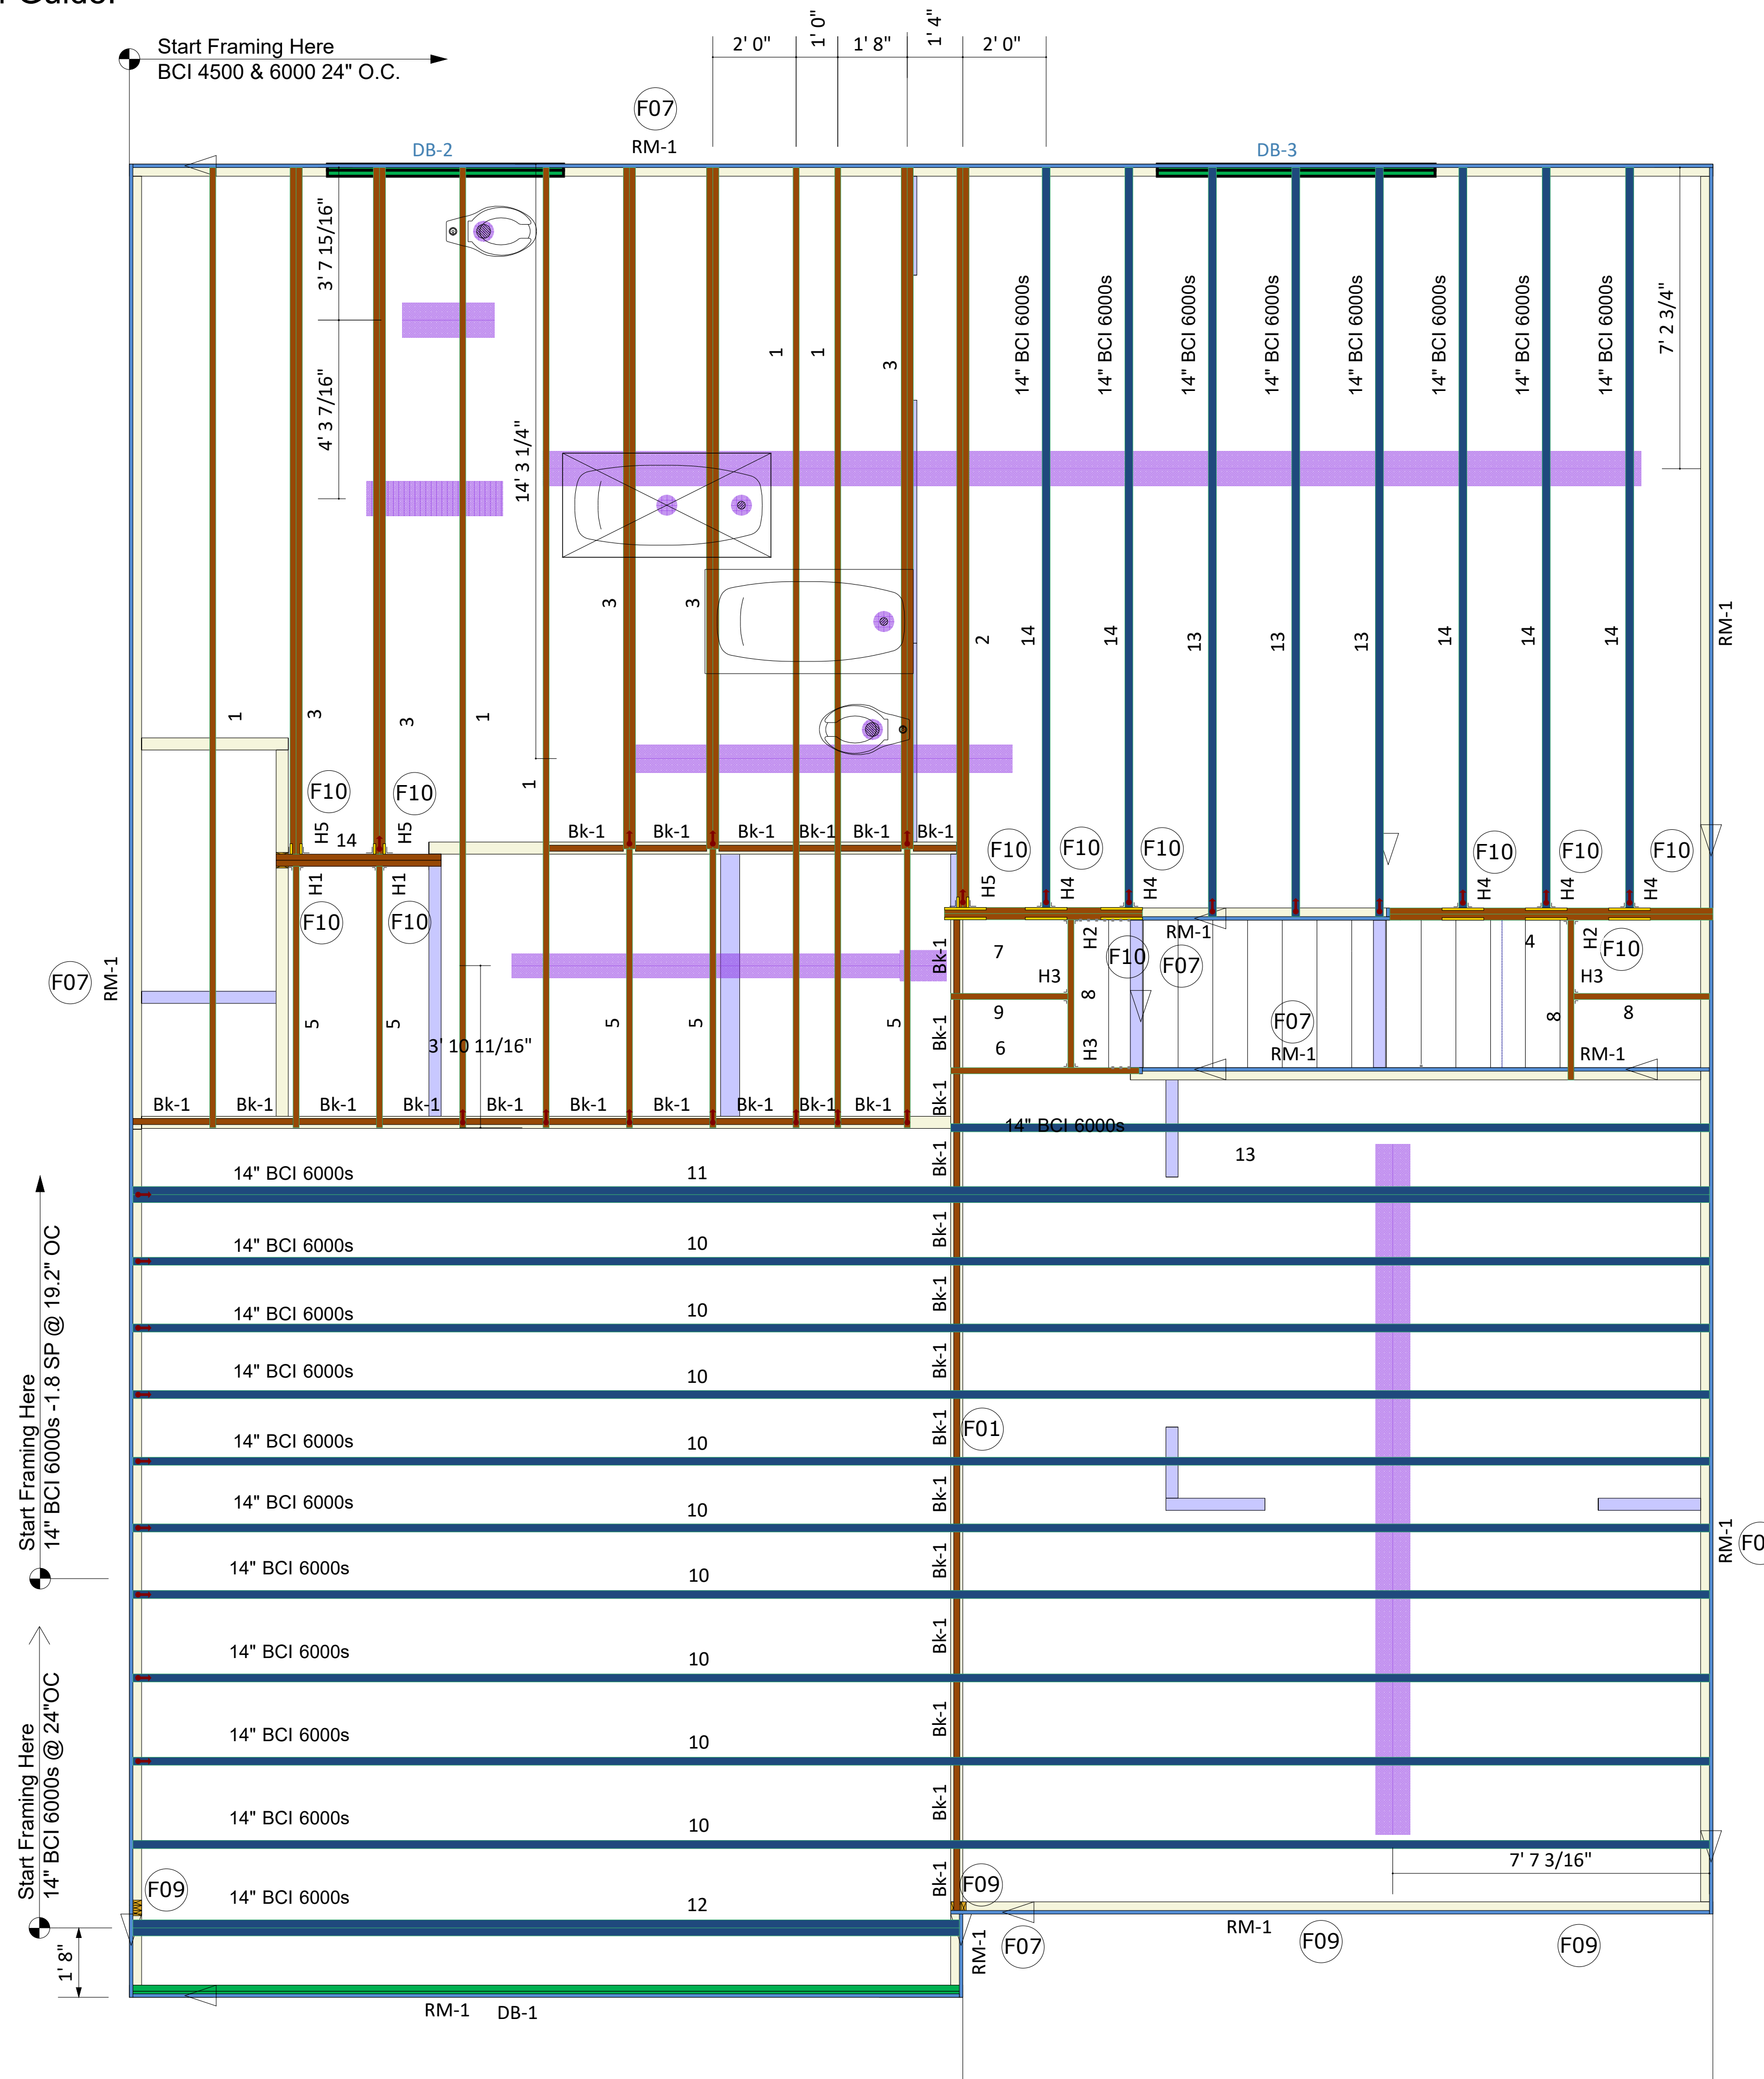 Guide:
Start Framing Here
BCI 4500 & 6000 24" O.C.
2' 0"
1' 0"
1' 8"
1' 4"
2' 0"
F07
RM-1
DB-2
DB-3
3' 7 15/16"
4' 3 7/16"
14' 3 1/4"
7' 2 3/4"
14" BCI 6000s
14" BCI 6000s
14" BCI 6000s
14" BCI 6000s
14" BCI 6000s
14" BCI 6000s
14" BCI 6000s
14" BCI 6000s
1
1
3
3
3
2
14
14
13
13
13
14
14
14
RM-1
1
3
3
1
1
F10
F10
H5
14
H5
Bk-1
Bk-1
Bk-1
Bk-1
Bk-1
Bk-1
F10
F10
F10
F10
F10
F10
H5
H4
H4
H4
H4
H4
H1
H1
F10
F10
F07
RM-1
5
5
3' 10 11/16"
5
5
5
Bk-1
7
H3
H2
F10
8
RM-1
F07
4
H2
F10
H3
Bk-1
9
6
H3
F07
RM-1
8
8
RM-1
Bk-1
Bk-1
Bk-1
Bk-1
Bk-1
Bk-1
Bk-1
Bk-1
Bk-1
Bk-1
Bk-1
14" BCI 6000s
13
14" BCI 6000s
11
Bk-1
14" BCI 6000s
10
Bk-1
14" BCI 6000s
10
Bk-1
14" BCI 6000s
10
Bk-1
14" BCI 6000s
10
Bk-1
F01
14" BCI 6000s
10
Bk-1
14" BCI 6000s
10
Bk-1
14" BCI 6000s
10
Bk-1
14" BCI 6000s
10
Bk-1
14" BCI 6000s
10
Bk-1
14" BCI 6000s
12
Bk-1
Start Framing Here
14" BCI 6000s -1.8 SP @ 19.2" OC
Start Framing Here
14" BCI 6000s @ 24"OC
1' 8"
RM-1
7' 7 3/16"
F09
F09
RM-1
F07
RM-1
F09
F09
RM-1
DB-1